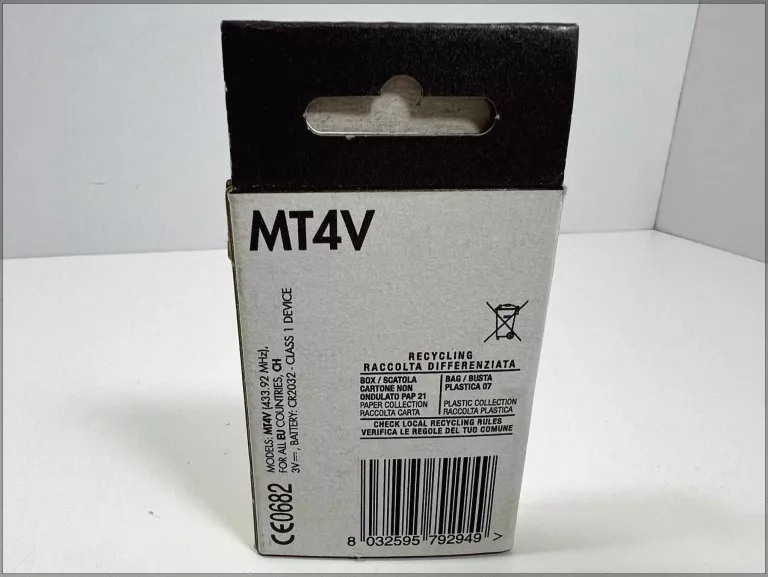 MT4V
MODELS: MT4V (433.92 MHz),
FOR ALL EU COUNTRIES, CH
3V⎓, BATTERY: CR2032 - CLASS 1 DEVICE
CE0682
RECYCLING
RACCOLTA DIFFERENZIATA
BOX / SCATOLA
CARTONE NON
ONDULATO PAP 21
PAPER COLLECTION
RACCOLTA CARTA
BAG / BUSTA
PLASTICA 07
PLASTIC COLLECTION
RACCOLTA PLASTICA
CHECK LOCAL RECYCLING RULES
VERIFICA LE REGOLE DEL TUO COMUNE
8 032595 792949 >